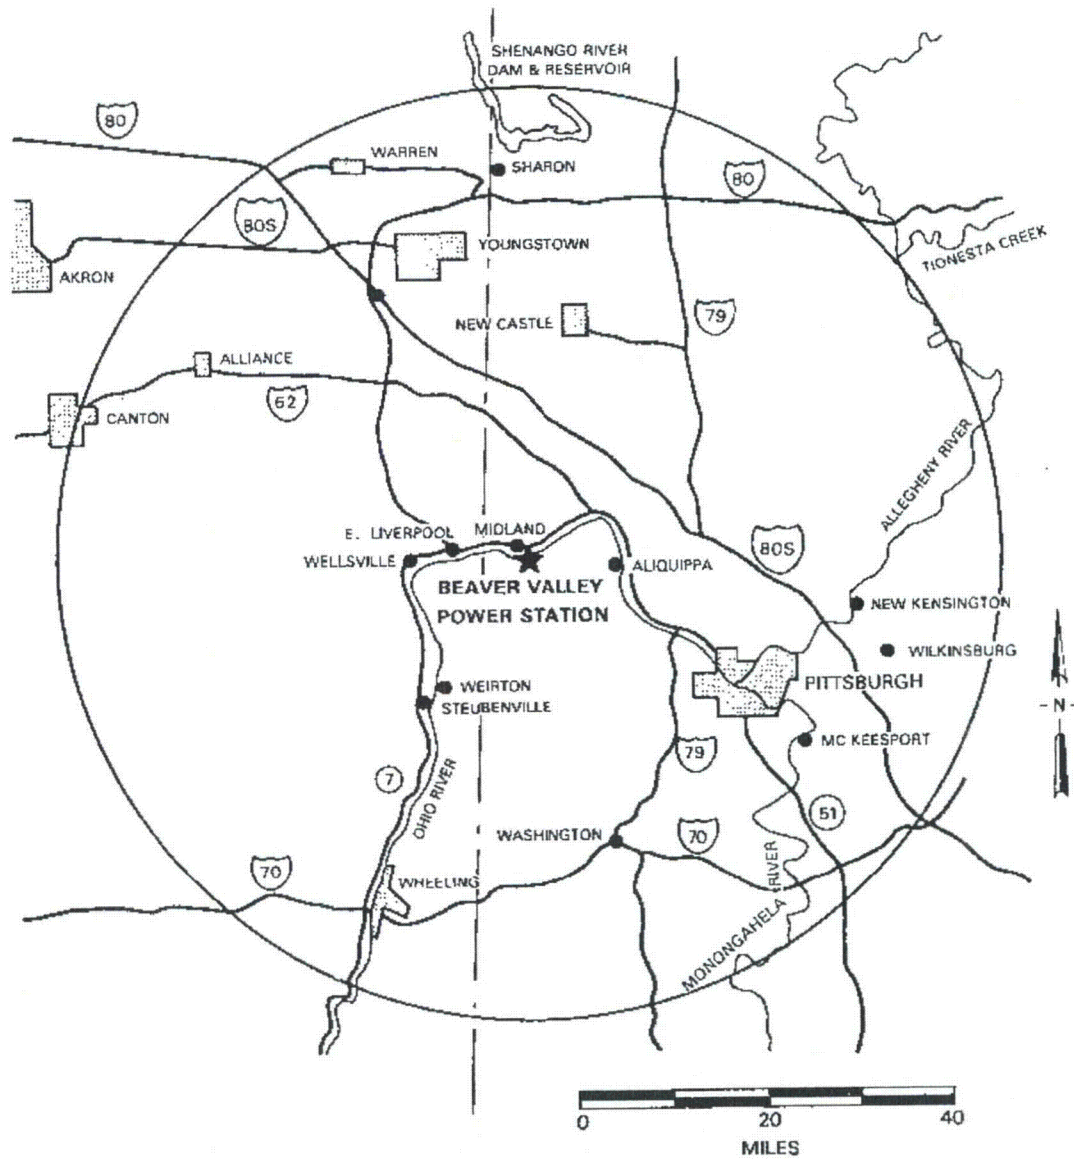 SHENANGO RIVER
DAM & RESERVOIR
80
WARREN
SHARON
80
80S
YOUNGSTOWN
TIONESTA CREEK
AKRON
NEW CASTLE
79
ALLIANCE
62
CANTON
ALLEGHENY RIVER
E. LIVERPOOL
MIDLAND
80S
WELLSVILLE
ALIQUIPPA
BEAVER VALLEY
POWER STATION
NEW KENSINGTON
WILKINSBURG
PITTSBURGH
WEIRTON
STEUBENVILLE
- N -
MC KEESPORT
79
7
OHIO RIVER
51
WASHINGTON
70
70
WHEELING
MONONGAHELA RIVER
0 20 40
MILES